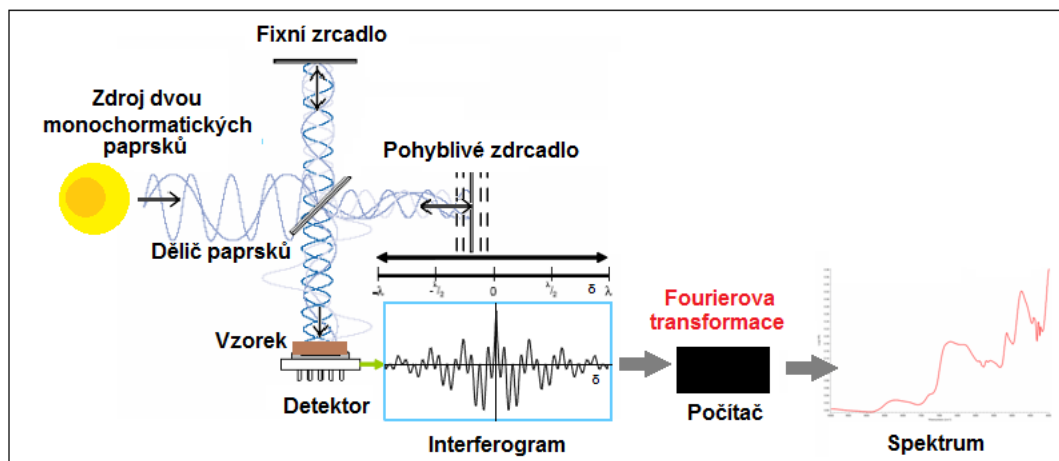 Fixní zrcadlo
Zdroj dvou
monochormatických
paprsků
Pohyblivé zdrcadlo
Dělič paprsků
-λ -λ/2 0 λ/2 δ λ
Fourierova
transformace
Vzorek
δ
Detektor
Počítač
Interferogram
Spektrum